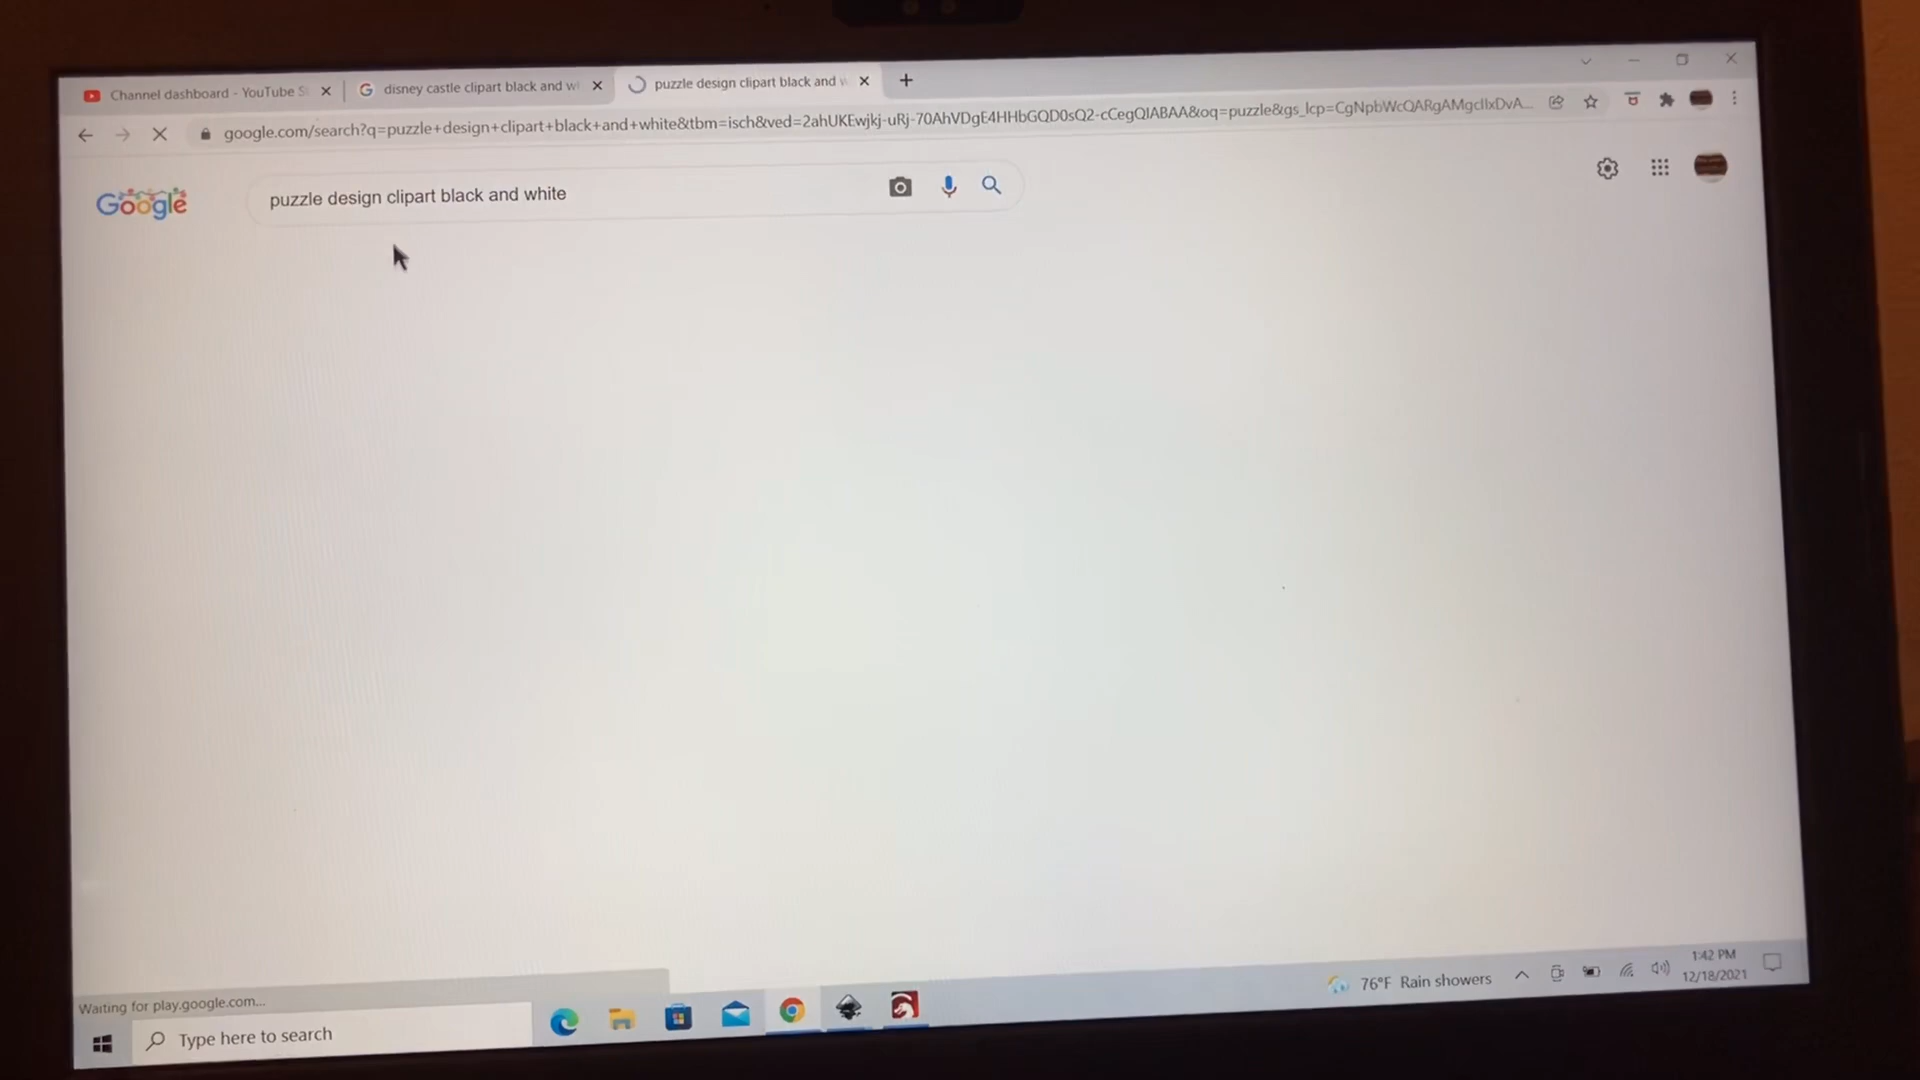 Channel dashboard - YouTube S
disney castle clipart black and wi
puzzle design clipart black and w
google.com/search?q=puzzle+design+clipart+black+and+white&tbm=isch&ved=2ahUKEwjkj-uRj-70AhVDgE4HHbGQD0sQ2-cCegQIABAA&oq=puzzle&gs_lcp=CgNpbWcQARgAMgcIIxDvA...
Google
puzzle design clipart black and white
Waiting for play.google.com...
Type here to search
76°F Rain showers
1:42 PM
12/18/2021